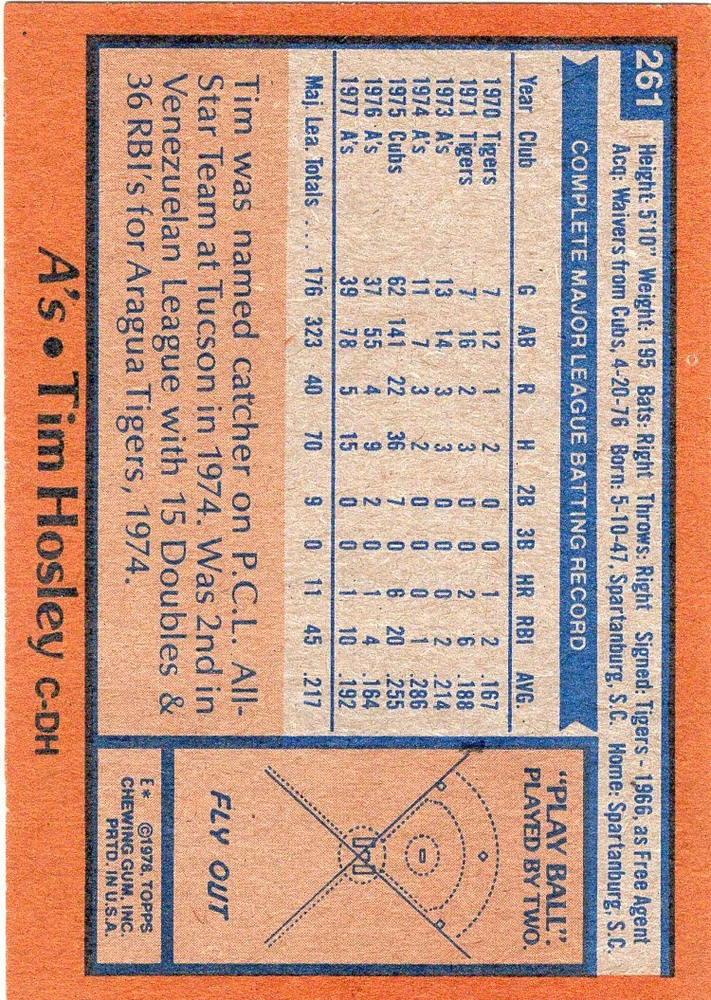 261
Height: 5'10" Weight: 195 Bats: Right Throws: Right Signed: Tigers - 1,966, as Free Agent
Acq: Waivers from Cubs, 4-20-76 Born: 5-10-47, Spartanburg, S.C. Home: Spartanburg, S.C.
COMPLETE MAJOR LEAGUE BATTING RECORD
Year Club G AB R H 2B 3B HR RBI AVG.
1970 Tigers 7 12 1 2 0 0 1 2 .167
1971 Tigers 7 16 2 3 0 0 2 6 .188
1973 A's 13 14 3 3 0 0 0 2 .214
1974 A's 11 7 3 2 0 0 0 1 .286
1975 Cubs 62 141 22 36 7 0 6 20 .255
1976 A's 37 55 4 9 2 0 1 4 .164
1977 A's 39 78 5 15 0 0 1 10 .192
Maj. Lea. Totals .... 176 323 40 70 9 0 11 45 .217
Tim was named catcher on P.C.L. All-
Star Team at Tucson in 1974. Was 2nd in
Venezuelan League with 15 Doubles &
36 RBI's for Aragua Tigers, 1974.
"PLAY BALL":
PLAYED BY TWO.
FLY OUT
E* ©1978, TOPPS
CHEWING GUM, INC.
PRTD. IN U.S.A.
A's • Tim Hosley C-DH